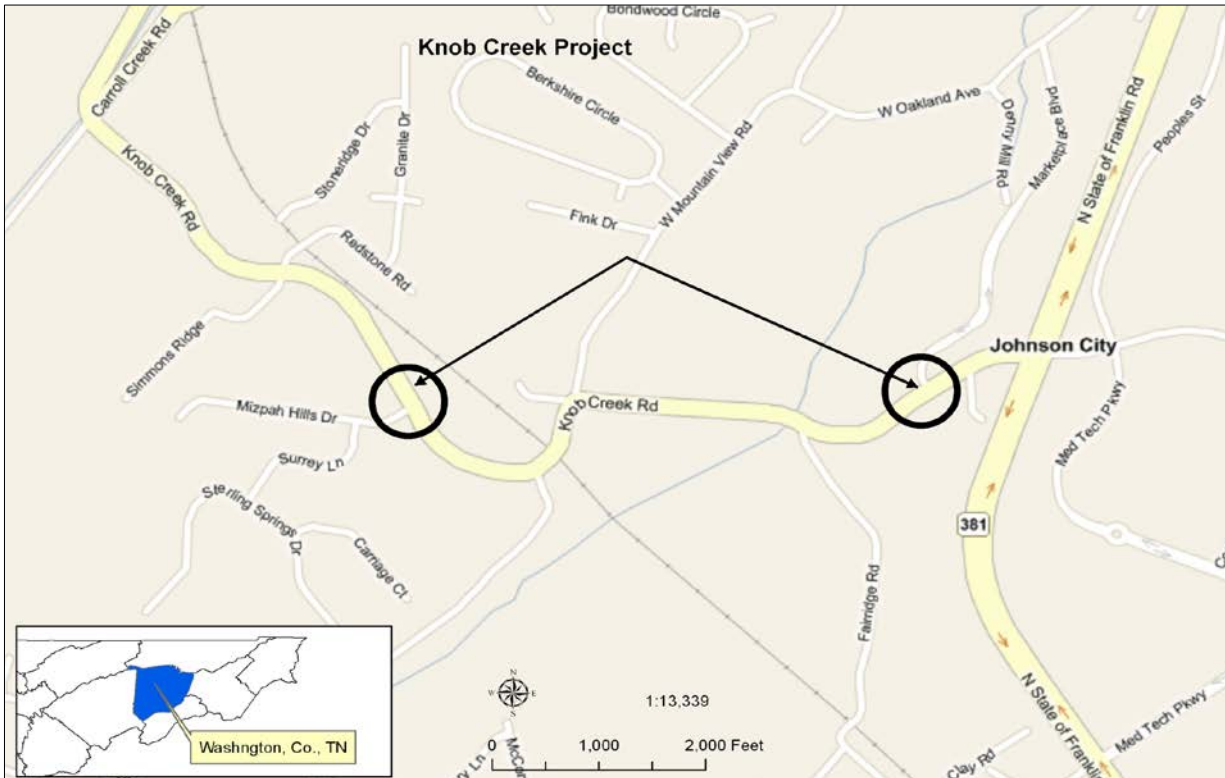 Bondwood Circle
Knob Creek Project
Carroll Creek Rd
Berkshire Circle
Peoples St
W Oakland Ave
Denny Mill Rd
Marketplace Blvd
N State of Franklin Rd
Knob Creek Rd
Stoneridge Dr
Granite Dr
W Mountain View Rd
Fink Dr
Redstone Rd
Simmons Ridge
Johnson City
Mizpah Hills Dr
Knob Creek Rd
Med Tech Pkwy
Surrey Ln
Sterling Springs Dr
381
Carriage Ct
Fairridge Rd
N
W E
S
1:13,339
N State of Franklin
Washngton, Co., TN
0 1,000 2,000 Feet
Med Tech Pkwy
Clay Rd